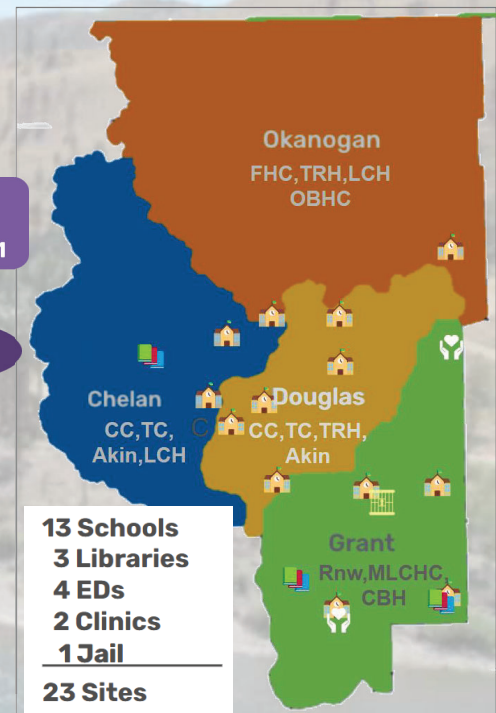 Okanogan
FHC,TRH,LCH
OBHC
1
Chelan
CC,TC,
Akin,LCH
C
Douglas
CC,TC,TRH,
Akin
Grant
Rnw,MLCHC,
CBH
13 Schools
3 Libraries
4 EDs
2 Clinics
1 Jail
23 Sites